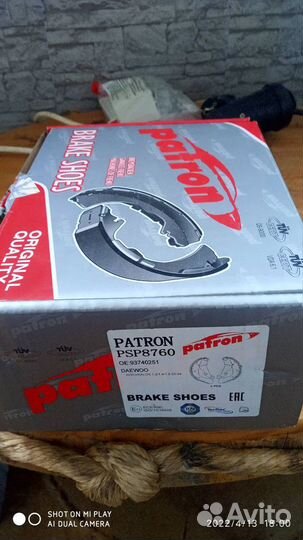 patron
BRAKE SHOES
ORIGINAL
QUALITY
TÜV
PATRON
PSP8760
OE:93740251
DAEWOO
patron
BRAKE SHOES
EAC
SHOT ON MI PLAY
AI DUAL CAMERA
2022/4/13 18:00
Avito